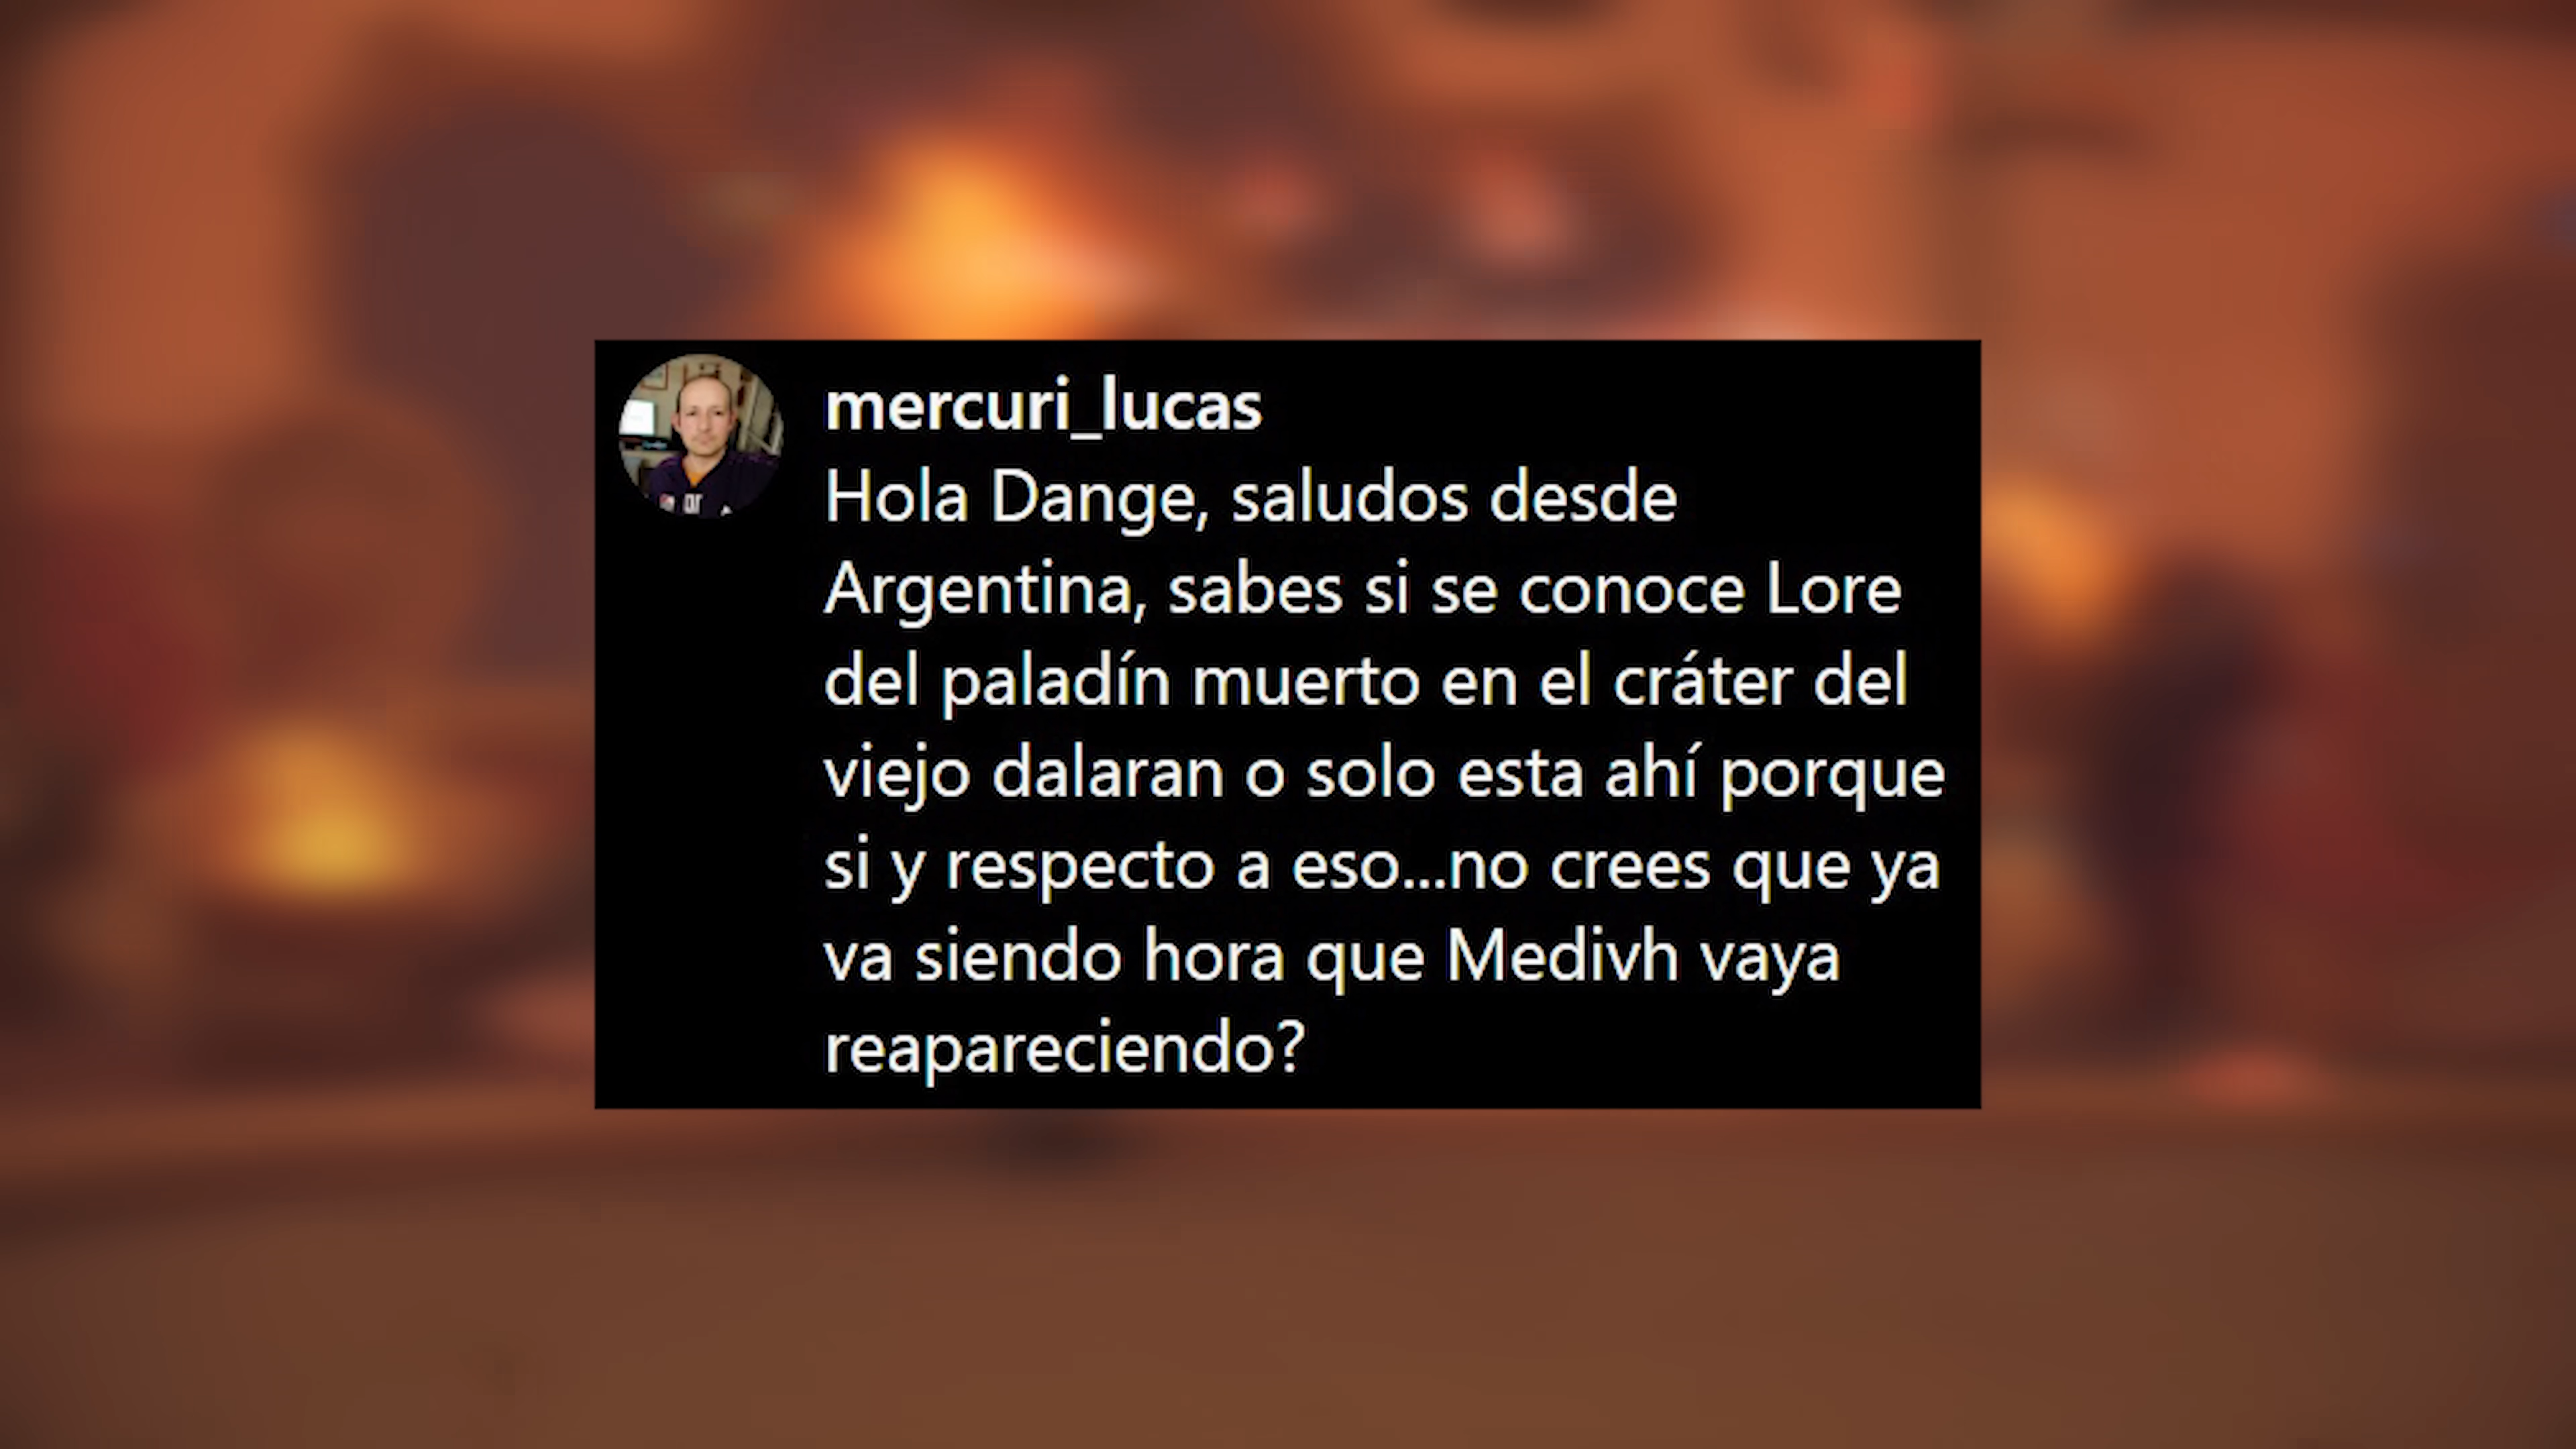 mercuri_lucas
Hola Dange, saludos desde
Argentina, sabes si se conoce Lore
del paladín muerto en el cráter del
viejo dalaran o solo esta ahí porque
si y respecto a eso...no crees que ya
va siendo hora que Medivh vaya
reapareciendo?